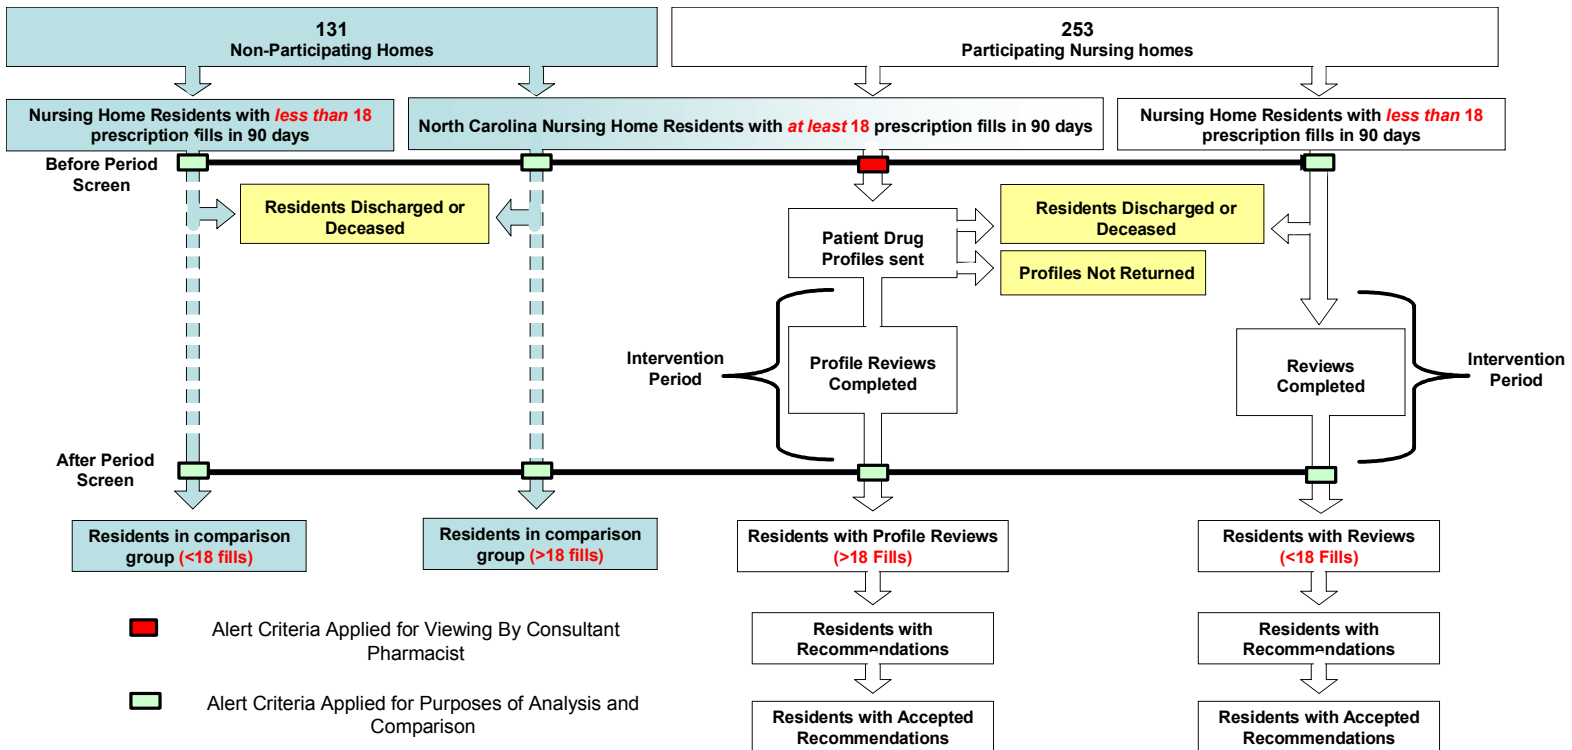 131
Non-Participating Homes
253
Participating Nursing homes
Nursing Home Residents with less than 18
prescription fills in 90 days
North Carolina Nursing Home Residents with at least 18 prescription fills in 90 days
Nursing Home Residents with less than 18
prescription fills in 90 days
Before Period
Screen
Residents Discharged or
Deceased
Patient Drug
Profiles sent
Residents Discharged or
Deceased
Profiles Not Returned
Intervention
Period
Profile Reviews
Completed
Reviews
Completed
Intervention
Period
After Period
Screen
Residents in comparison
group (<18 fills)
Residents in comparison
group (>18 fills)
Residents with Profile Reviews
(>18 Fills)
Residents with Reviews
(<18 Fills)
Alert Criteria Applied for Viewing By Consultant
Pharmacist
Residents with
Recommendations
Residents with
Recommendations
Alert Criteria Applied for Purposes of Analysis and
Comparison
Residents with Accepted
Recommendations
Residents with Accepted
Recommendations